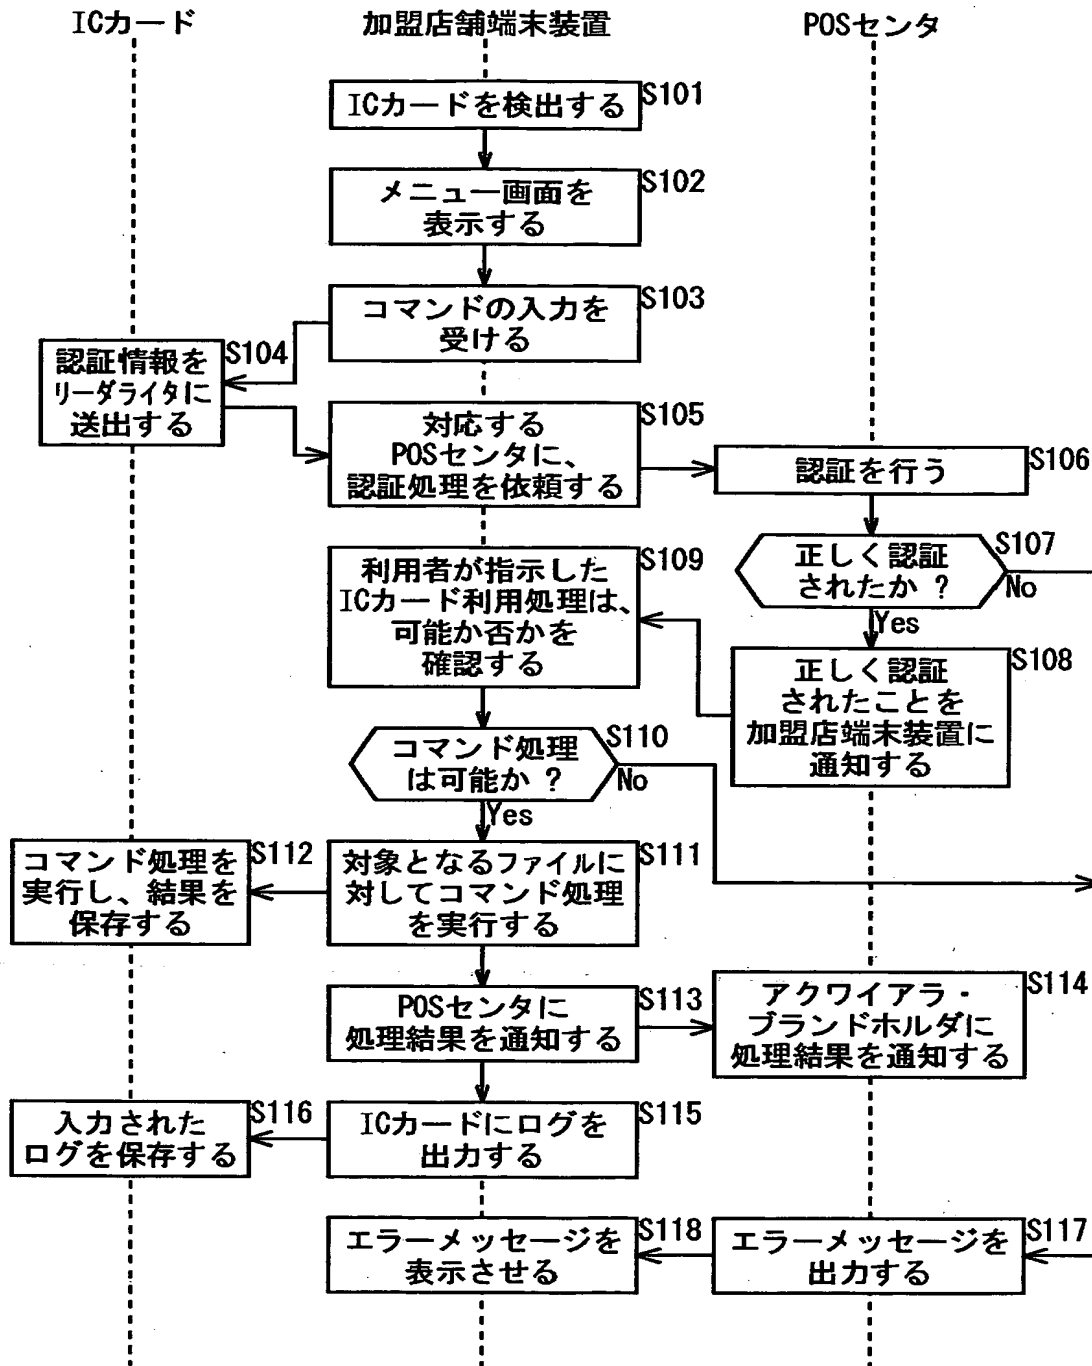 ICカード
加盟店舗端末装置
POSセンタ
ICカードを検出する
S101
メニュー画面を
表示する
S102
コマンドの入力を
受ける
S103
認証情報を
リーダライタに
送出する
S104
対応する
POSセンタに、
認証処理を依頼する
S105
認証を行う
S106
正しく認証
されたか ?
S107
No
Yes
正しく認証
されたことを
加盟店端末装置に
通知する
S108
利用者が指示した
ICカード利用処理は、
可能か否かを
確認する
S109
コマンド処理
は可能か ?
S110
No
Yes
対象となるファイルに
対してコマンド処理
を実行する
S111
コマンド処理を
実行し、結果を
保存する
S112
POSセンタに
処理結果を通知する
S113
アクワイアラ・
ブランドホルダに
処理結果を通知する
S114
ICカードにログを
出力する
S115
入力された
ログを保存する
S116
エラーメッセージを
出力する
S117
エラーメッセージを
表示させる
S118